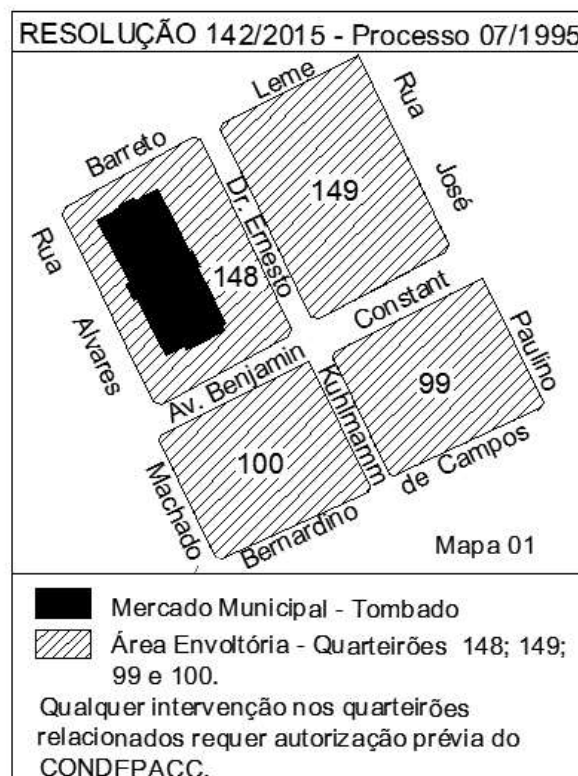 RESOLUÇÃO 142/2015 - Processo 07/1995
Leme
Rua
Barreto
José
Dr. Ernesto
149
Rua
148
Constant
Alvares
Paulino
Av. Benjamin
Kuhlmamm
99
100
de Campos
Machado
Bernardino
Mapa 01
Mercado Municipal - Tombado
Área Envoltória - Quarteirões 148; 149;
99 e 100.
Qualquer intervenção nos quarteirões
relacionados requer autorização prévia do
CONDEPACC.